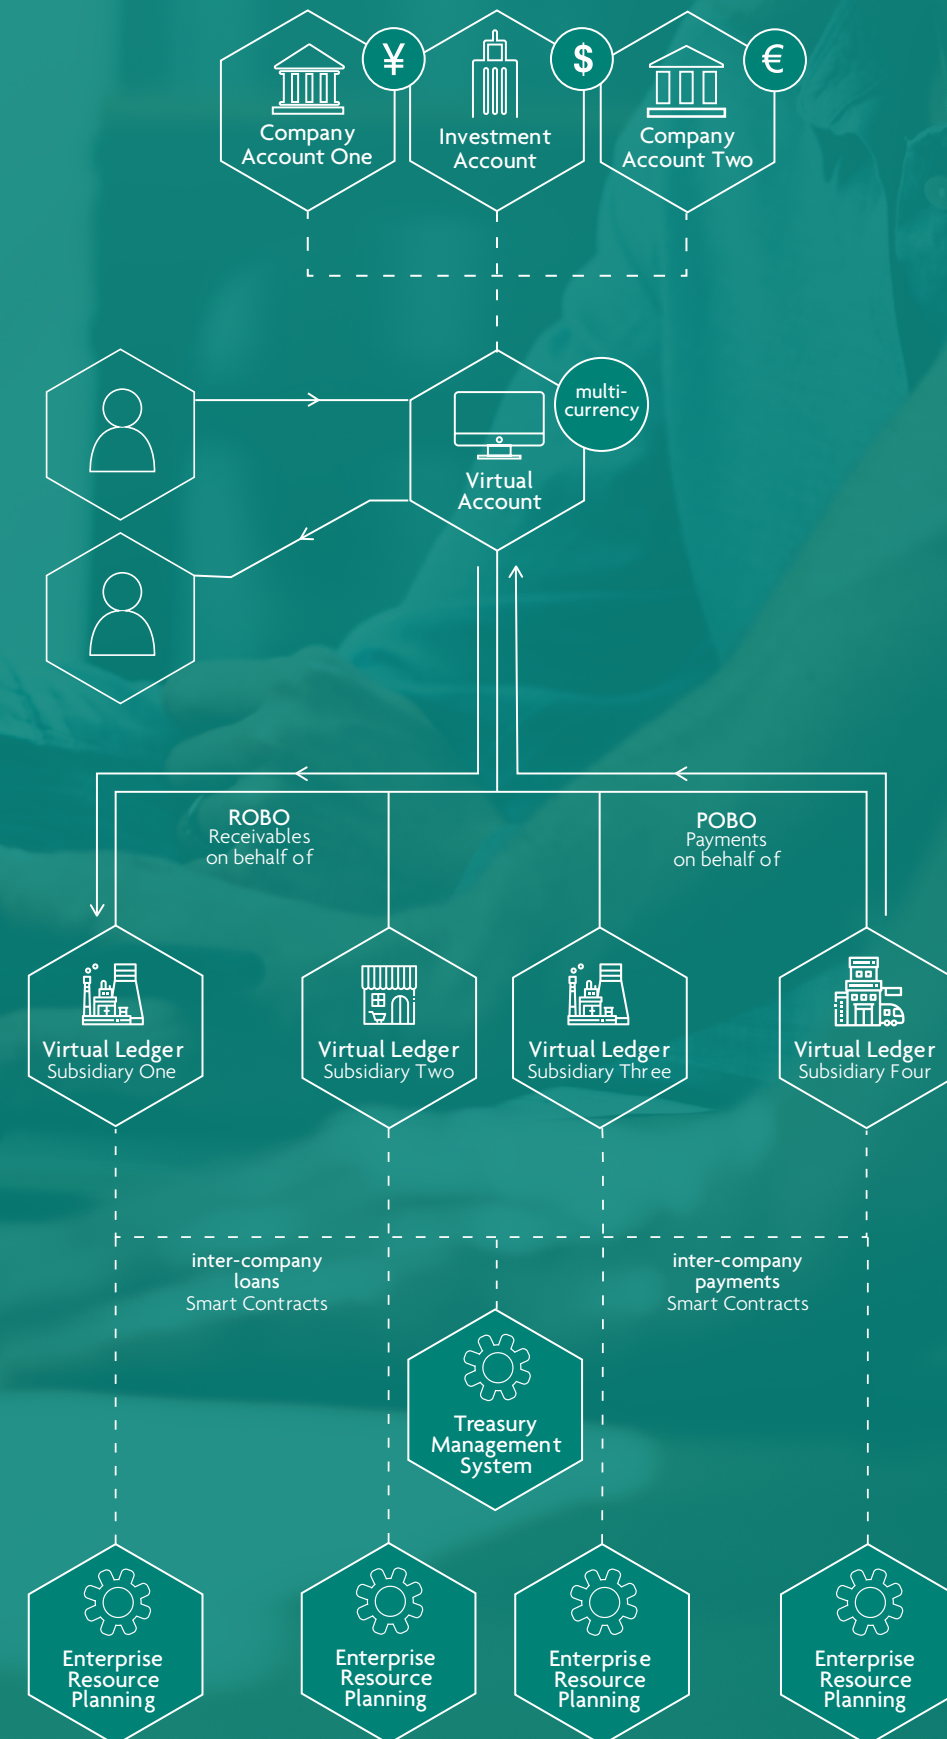 ¥
$
€
Company
Account One
Investment
Account
Company
Account Two
multi-
currency
Virtual
Account
ROBO
Receivables
on behalf of
POBO
Payments
on behalf of
Virtual Ledger
Subsidiary One
Virtual Ledger
Subsidiary Two
Virtual Ledger
Subsidiary Three
Virtual Ledger
Subsidiary Four
inter-company
loans
Smart Contracts
inter-company
payments
Smart Contracts
Treasury
Management
System
Enterprise
Resource
Planning
Enterprise
Resource
Planning
Enterprise
Resource
Planning
Enterprise
Resource
Planning